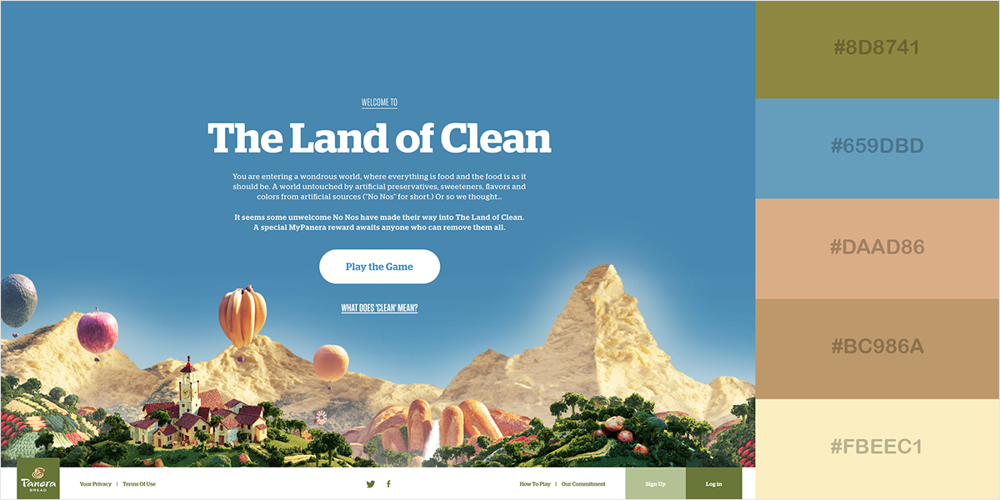 WELCOME TO
The Land of Clean
You are entering a wondrous world, where everything is food and the food is as it
should be. A world untouched by artificial preservatives, sweeteners, flavors and
colors from artificial sources ("No Nos" for short.) Or so we thought...
It seems some unwelcome No Nos have made their way into The Land of Clean.
A special MyPanera reward awaits anyone who can remove them all.
Play the Game
WHAT DOES 'CLEAN' MEAN?
Panera
BREAD
Your Privacy | Terms Of Use
How To Play | Our Commitment
Sign Up
Log in
#8D8741
#659DBD
#DAAD86
#BC986A
#FBEEC1